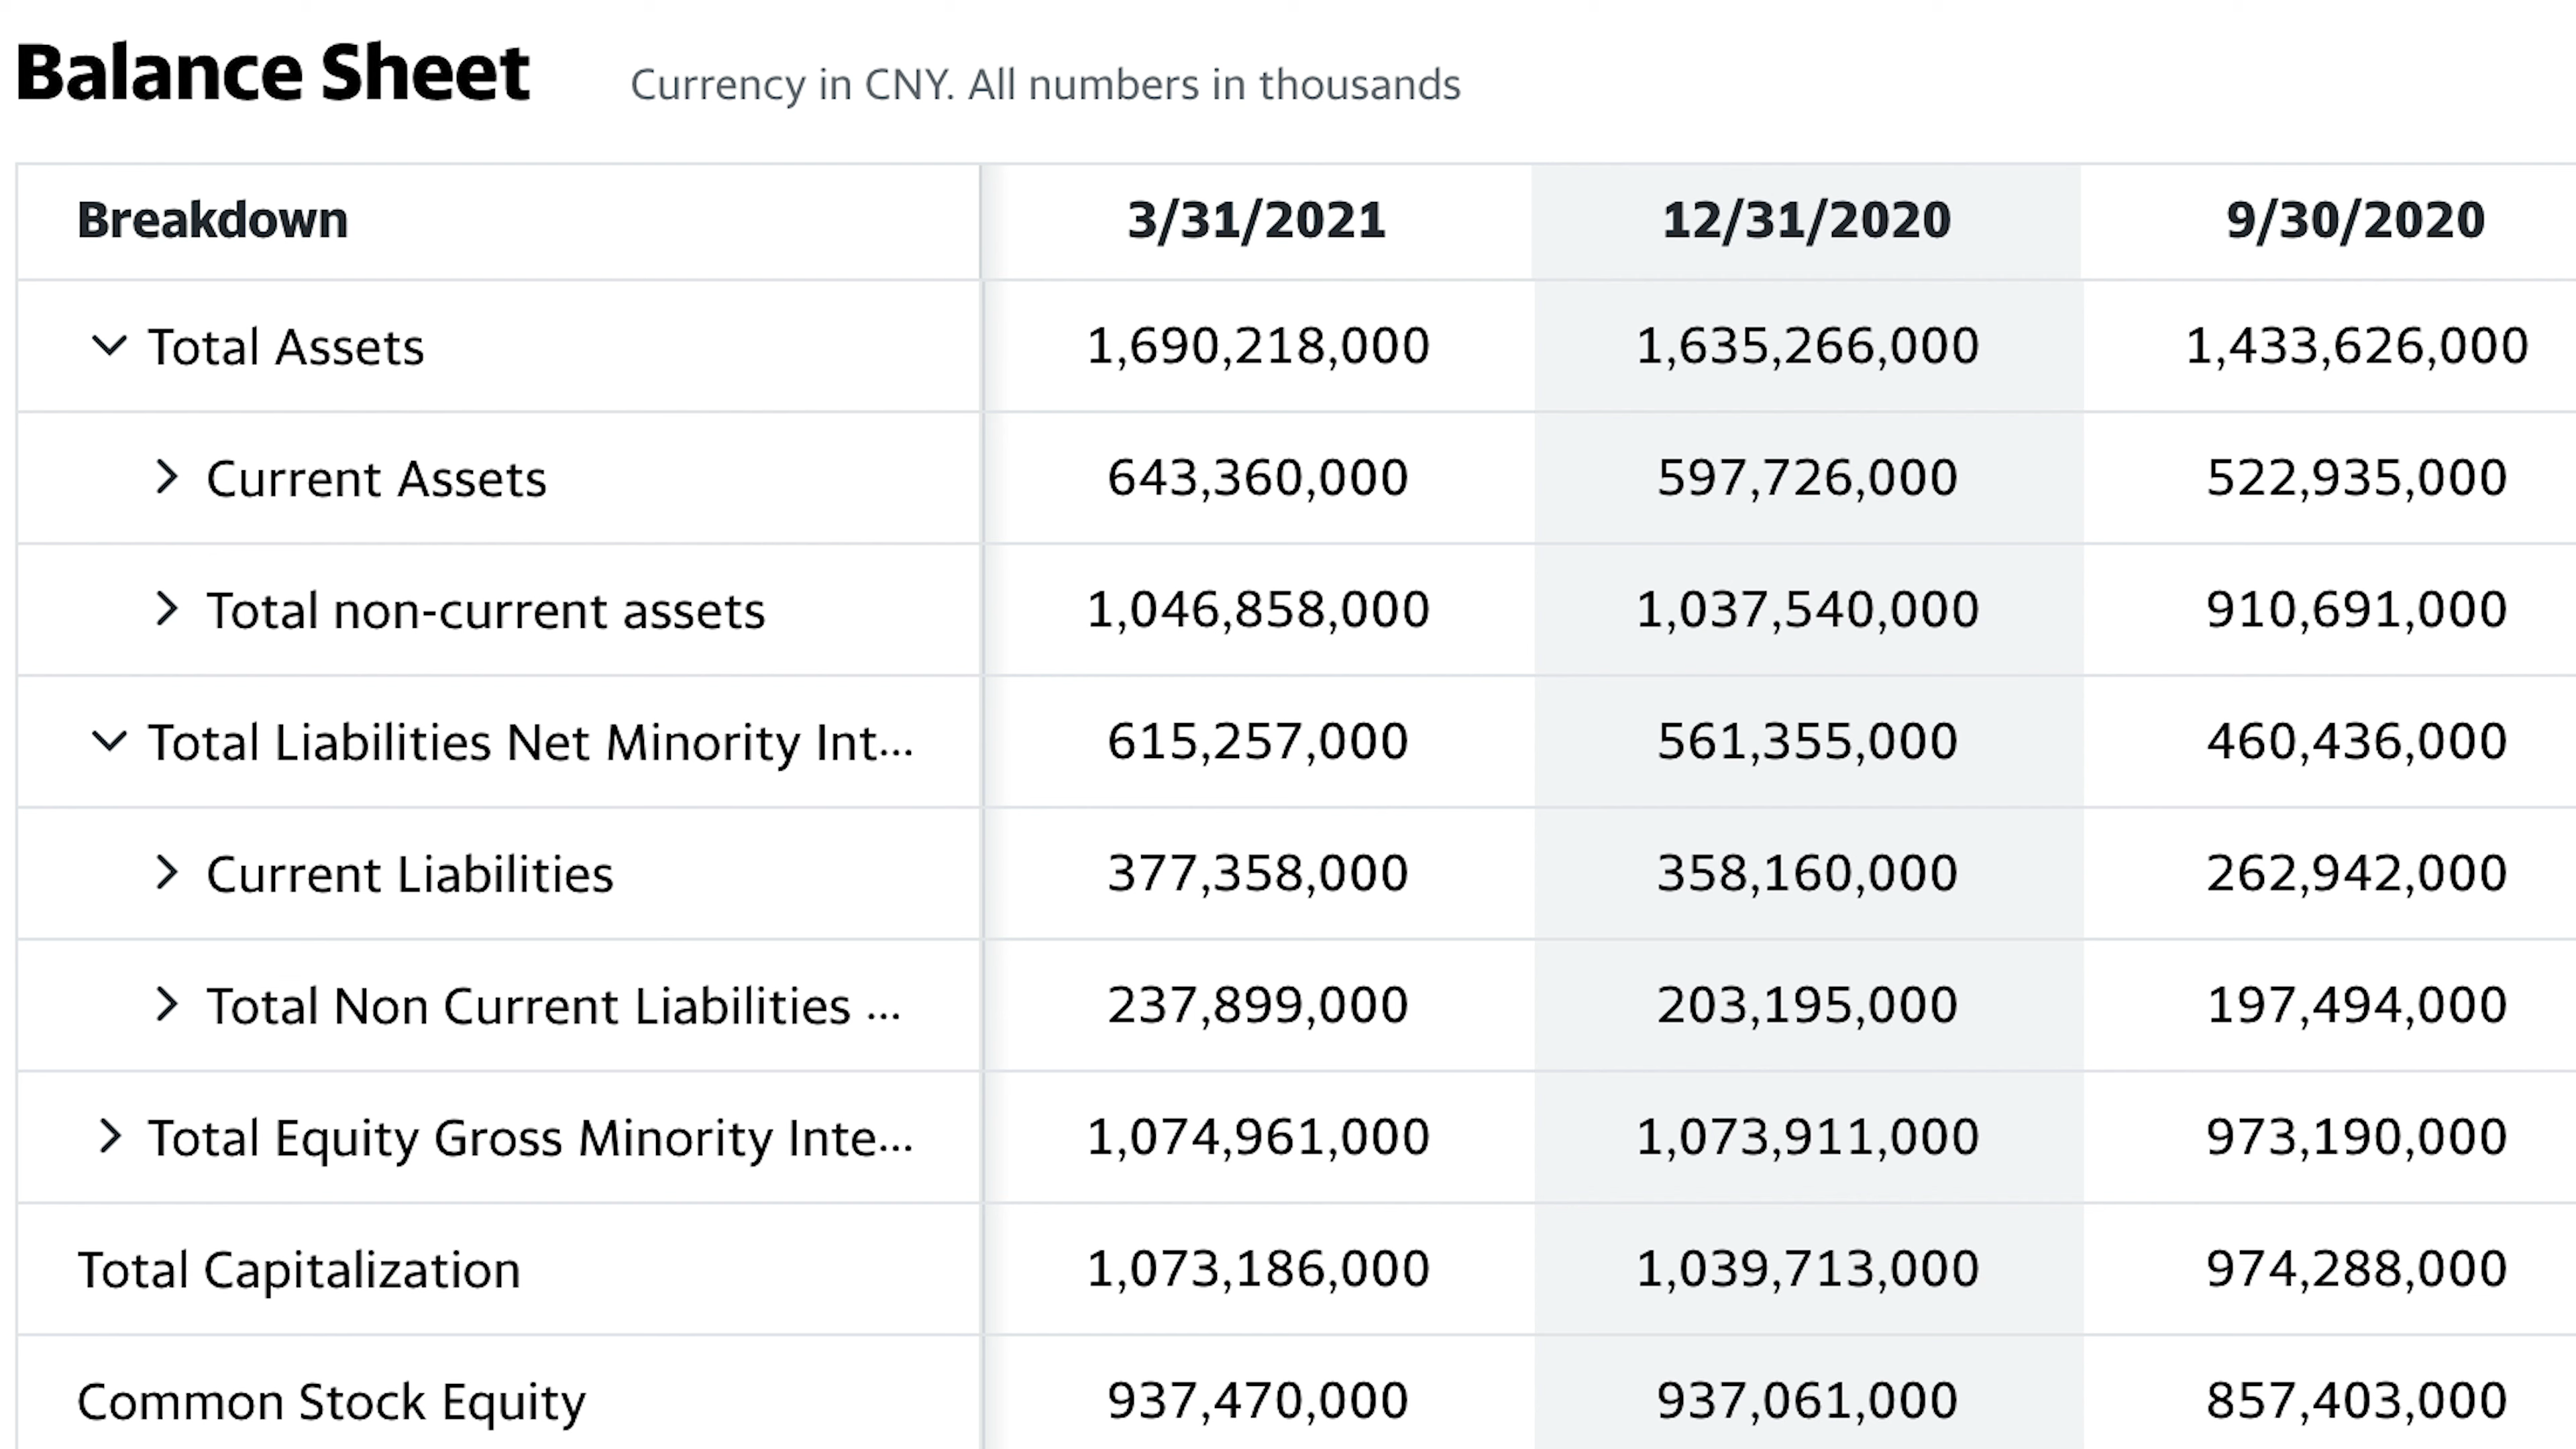 Balance Sheet Currency in CNY. All numbers in thousands
Breakdown 3/31/2021 12/31/2020 9/30/2020
Total Assets 1,690,218,000 1,635,266,000 1,433,626,000
Current Assets 643,360,000 597,726,000 522,935,000
Total non-current assets 1,046,858,000 1,037,540,000 910,691,000
Total Liabilities Net Minority Int... 615,257,000 561,355,000 460,436,000
Current Liabilities 377,358,000 358,160,000 262,942,000
Total Non Current Liabilities ... 237,899,000 203,195,000 197,494,000
Total Equity Gross Minority Inte... 1,074,961,000 1,073,911,000 973,190,000
Total Capitalization 1,073,186,000 1,039,713,000 974,288,000
Common Stock Equity 937,470,000 937,061,000 857,403,000